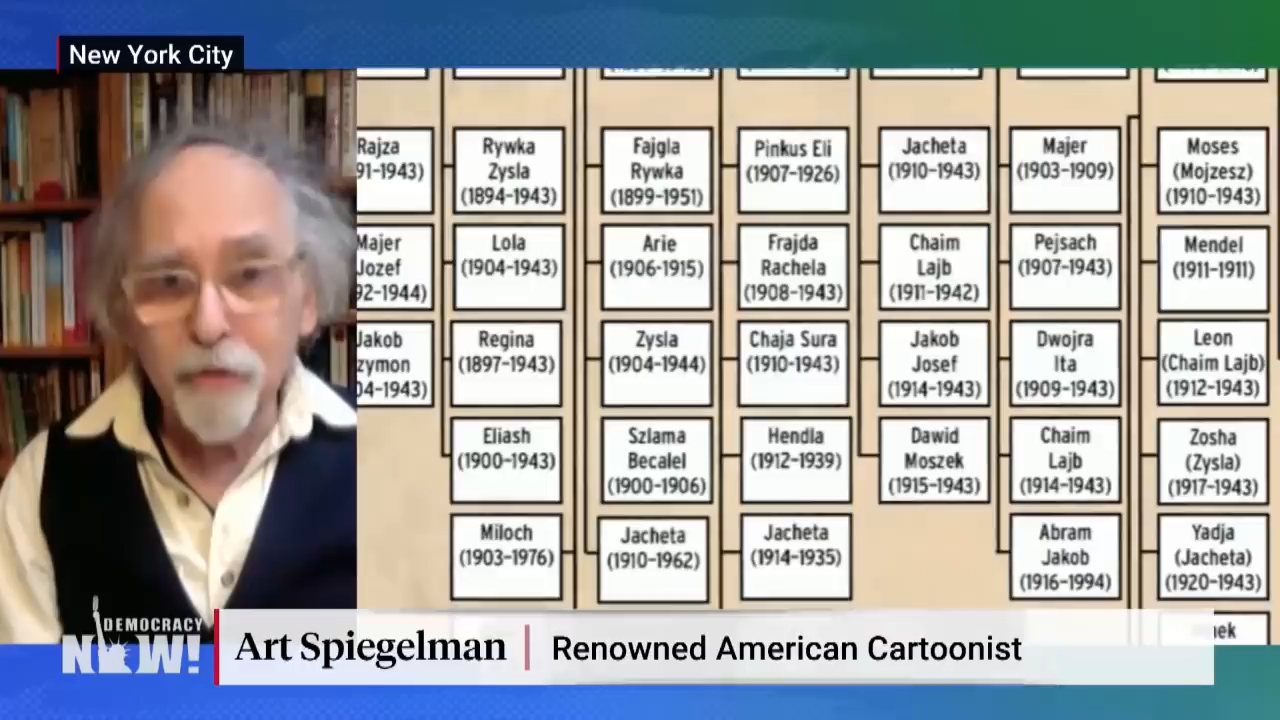 New York City
Rajza
91-1943)
Majer
Jozef
92-1944)
Jakob
zymon
04-1943)
Rywka
Zysla
(1894-1943)
Lola
(1904-1943)
Regina
(1897-1943)
Eliash
(1900-1943)
Miloch
(1903-1976)
Fajgla
Rywka
(1899-1951)
Arie
(1906-1915)
Zysla
(1904-1944)
Szlama
Becalel
(1900-1906)
Jacheta
(1910-1962)
Pinkus Eli
(1907-1926)
Frajda
Rachela
(1908-1943)
Chaja Sura
(1910-1943)
Hendla
(1912-1939)
Jacheta
(1914-1935)
Jacheta
(1910-1943)
Chaim
Lajb
(1911-1942)
Jakob
Josef
(1914-1943)
Dawid
Moszek
(1915-1943)
Majer
(1903-1909)
Pejsach
(1907-1943)
Dwojra
Ita
(1909-1943)
Chaim
Lajb
(1914-1943)
Abram
Jakob
(1916-1994)
Moses
(Mojzesz)
(1910-1943)
Mendel
(1911-1911)
Leon
(Chaim Lajb)
(1912-1943)
Zosha
(Zysla)
(1917-1943)
Yadja
(Jacheta)
(1920-1943)
DEMOCRACY
NOW!
Art Spiegelman
Renowned American Cartoonist